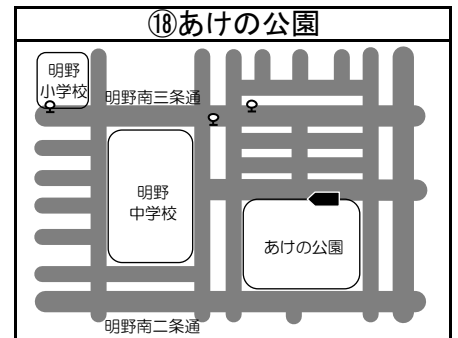 ⑱あけの公園
明野
小学校
明野南三条通
明野
中学校
あけの公園
明野南二条通